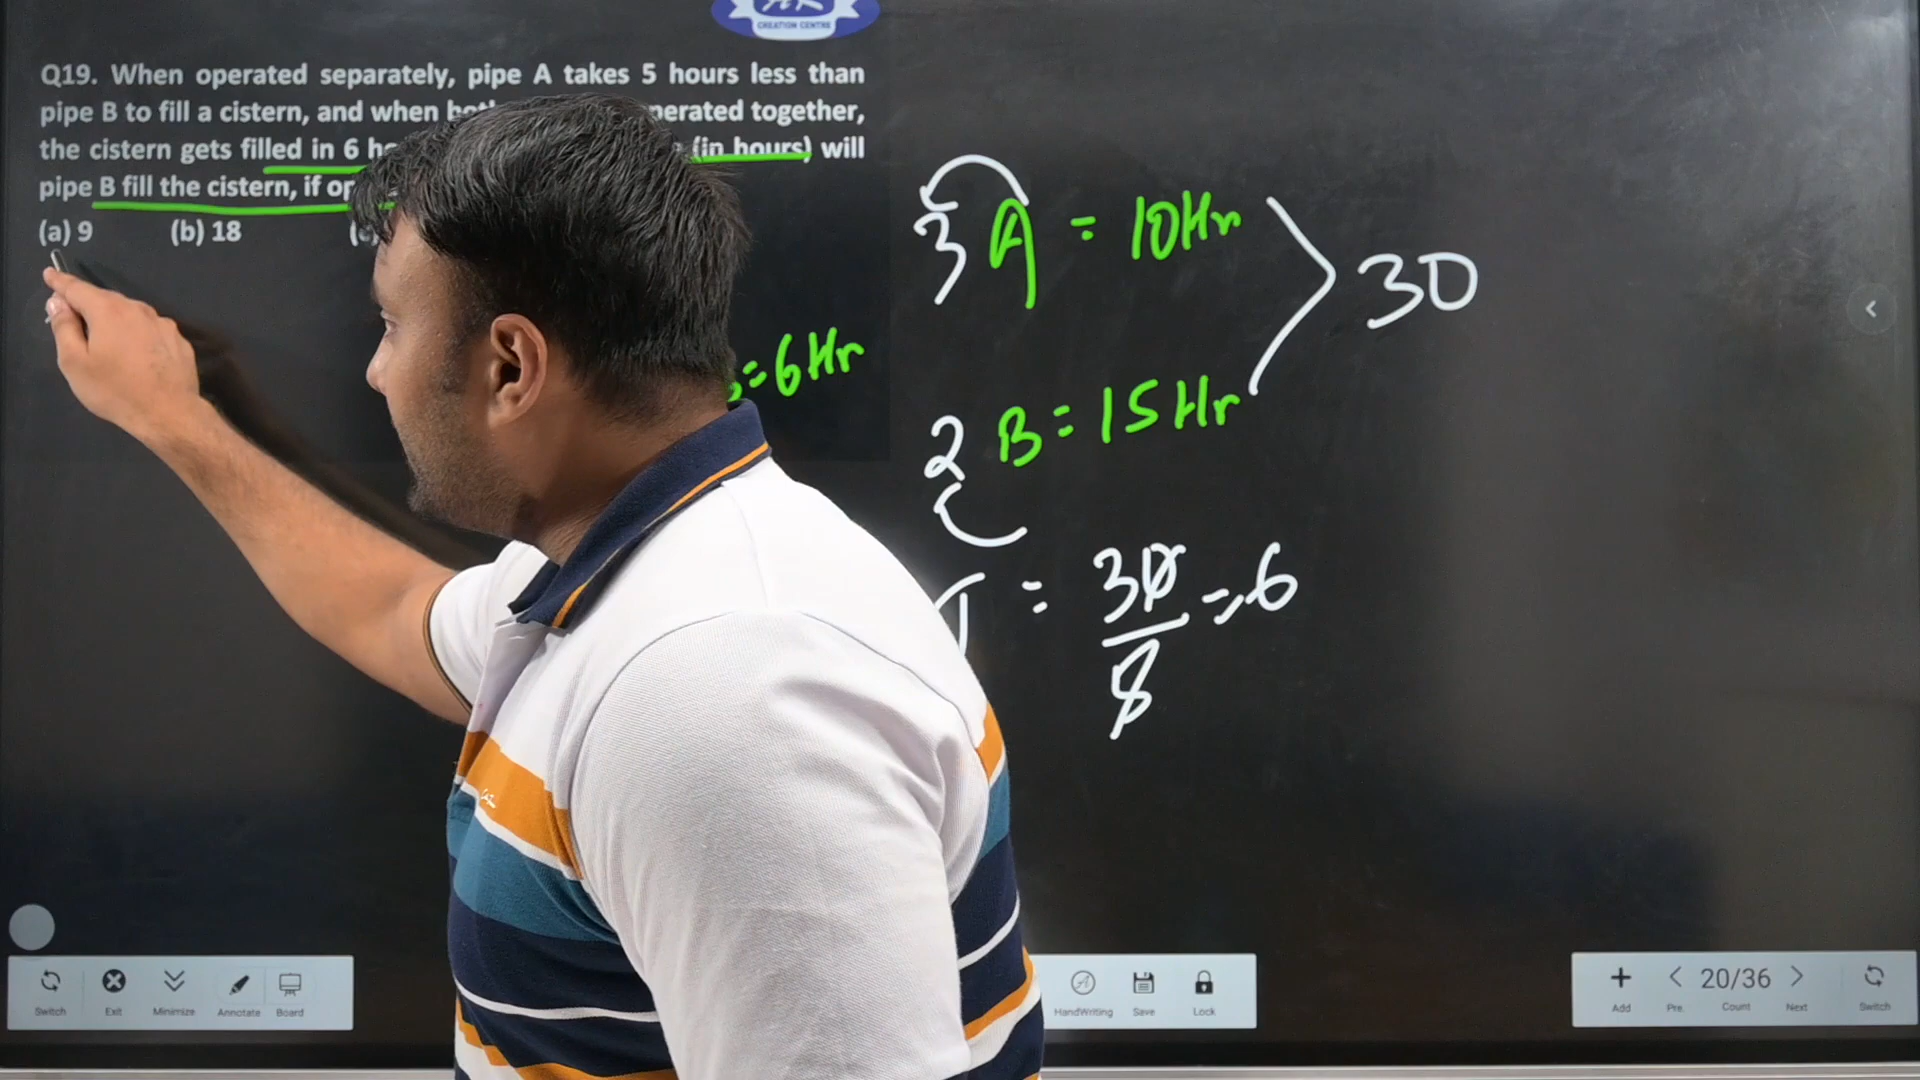 CREATION CENTRE
Q19. When operated separately, pipe A takes 5 hours less than
pipe B to fill a cistern, and when operated together,
the cistern gets filled in 6 (in hours) will
pipe B fill the cistern, if
(a) 9 (b) 18
3 A = 10Hr
30
= 6Hr
2 B = 15Hr
= 30/5 = 6
Switch Exit Minimize Annotate Board
HandWriting Save Lock
20/36
Add Pre. Count Next Switch